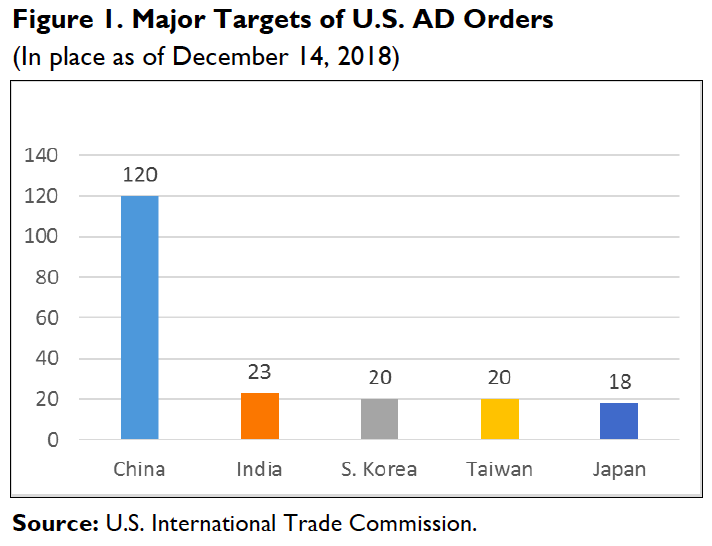 Figure 1. Major Targets of U.S. AD Orders
(In place as of December 14, 2018)
140
120
120
100
80
60
40
23
20
20
18
20
0
China
India
S. Korea
Taiwan
Japan
Source: U.S. International Trade Commission.